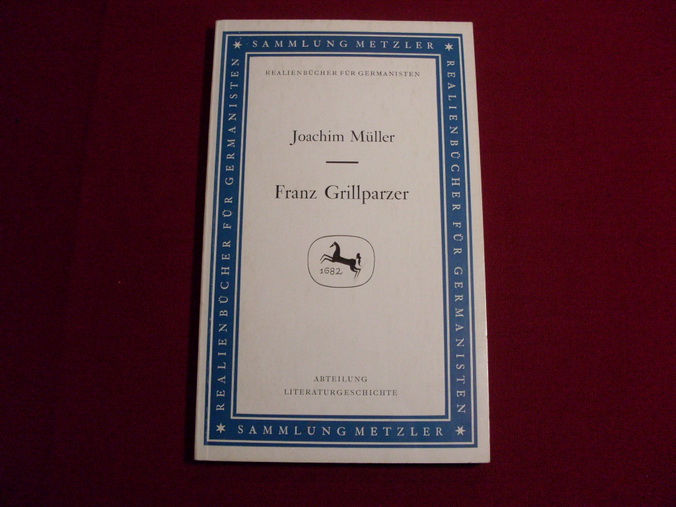 SAMMLUNG METZLER
REALIENBÜCHER FÜR GERMANISTEN
REALIENBÜCHER FÜR GERMANISTEN
REALIENBÜCHER FÜR GERMANISTEN
Joachim Müller
Franz Grillparzer
1682
ABTEILUNG
LITERATURGESCHICHTE
SAMMLUNG METZLER